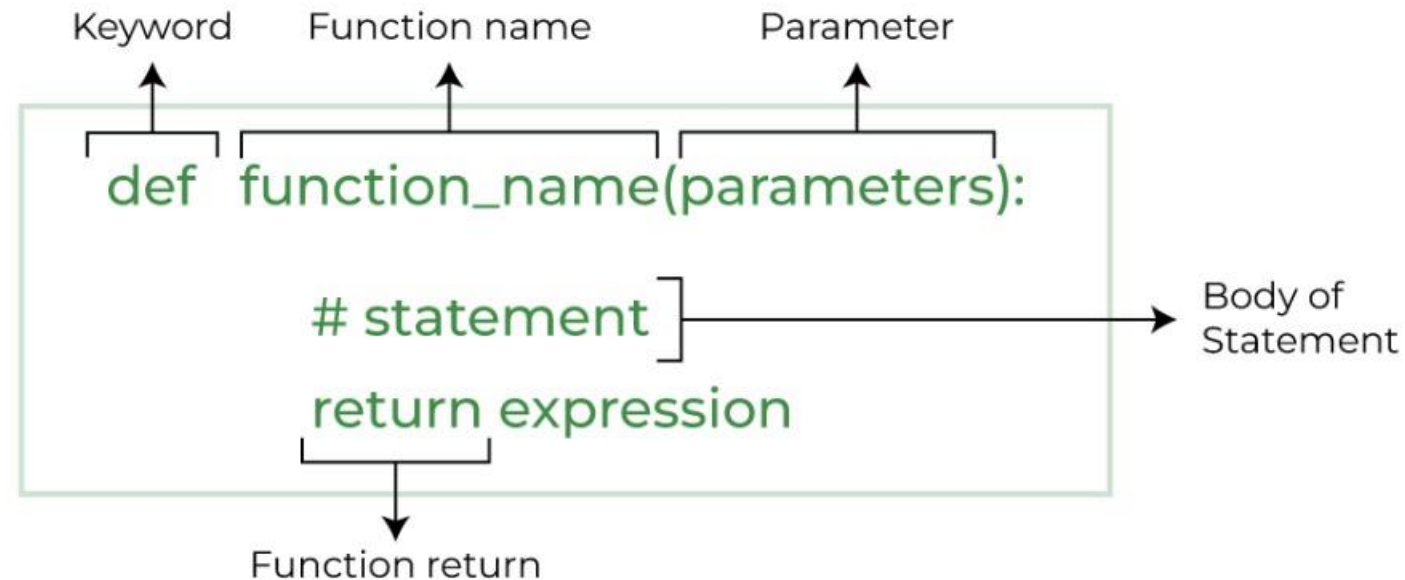 Keyword Function name Parameter
def function_name(parameters):
# statement
Body of
Statement
return expression
Function return